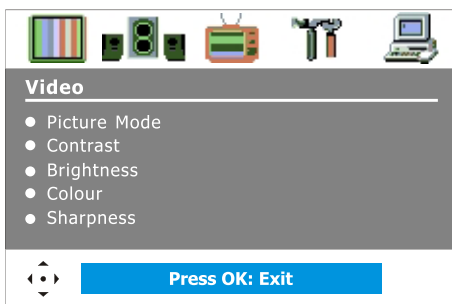 Video
Picture Mode
Contrast
Brightness
Colour
Sharpness
Press OK: Exit